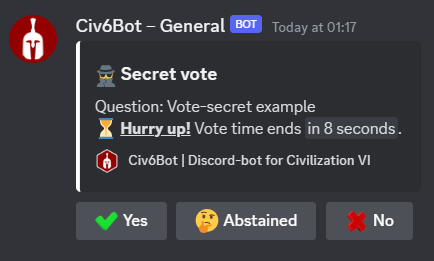 Civ6Bot – General BOT Today at 01:17
Secret vote
Question: Vote-secret example
Hurry up! Vote time ends in 8 seconds.
Civ6Bot | Discord-bot for Civilization VI
Yes Abstained No